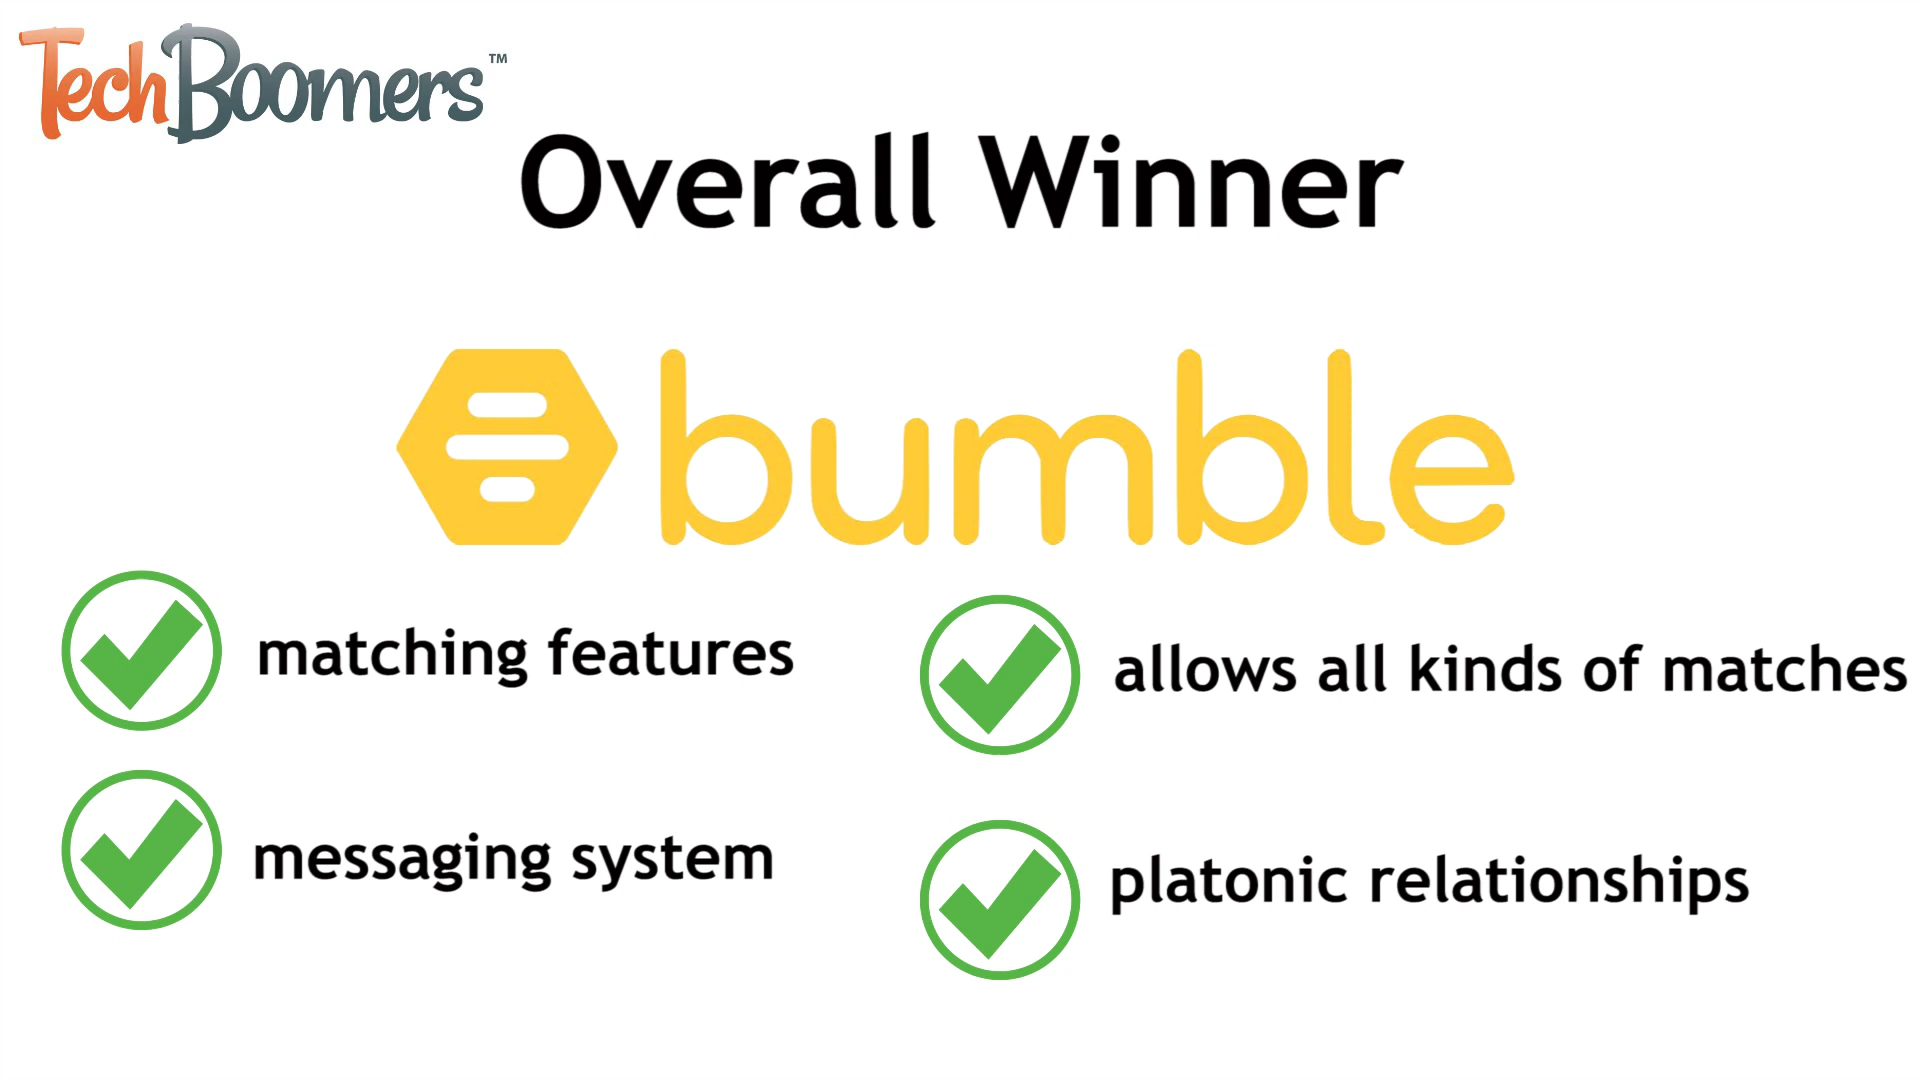 TechBoomers™
Overall Winner
bumble
matching features
allows all kinds of matches
messaging system
platonic relationships